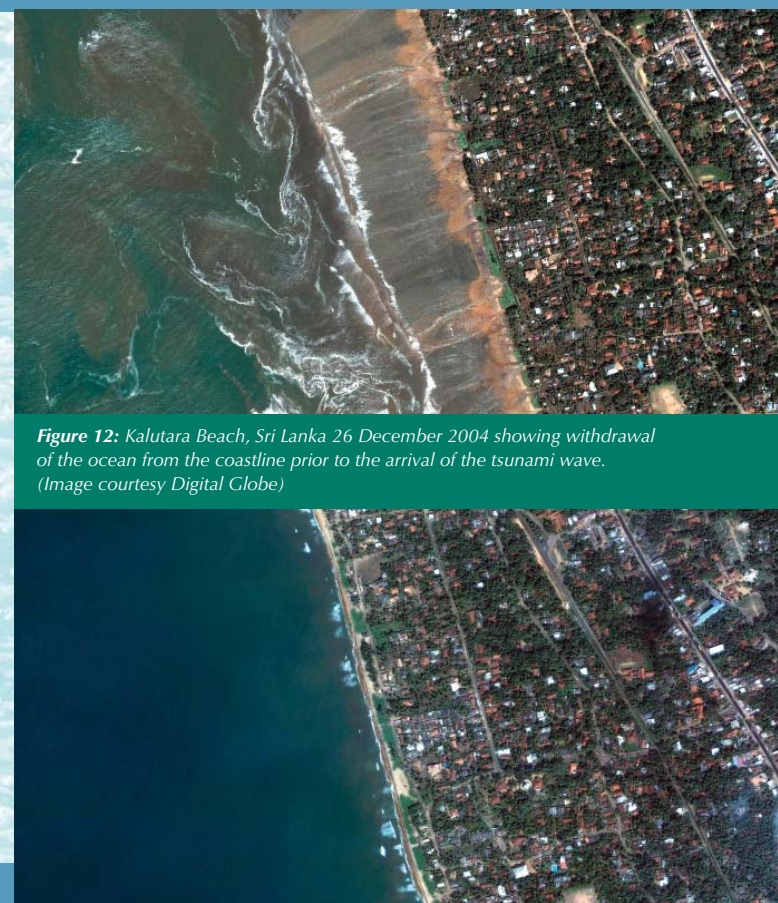 Figure 12: Kalutara Beach, Sri Lanka 26 December 2004 showing withdrawal
of the ocean from the coastline prior to the arrival of the tsunami wave.
(Image courtesy Digital Globe)